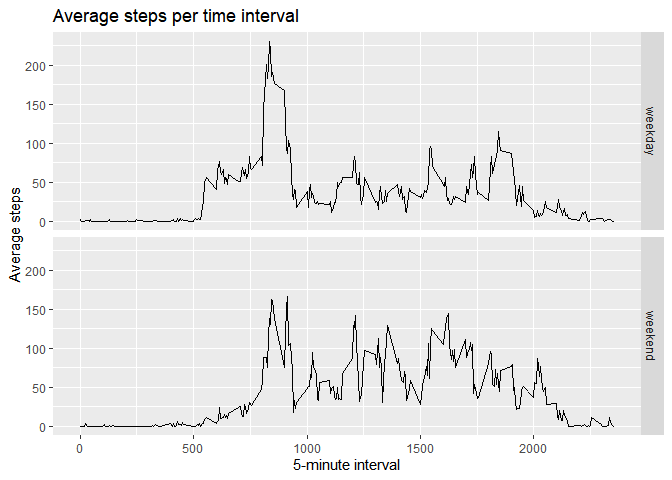 Average steps per time interval
Average steps
200
150
100
50
0
weekday
200
150
100
50
0
weekend
0 500 1000 1500 2000
5-minute interval